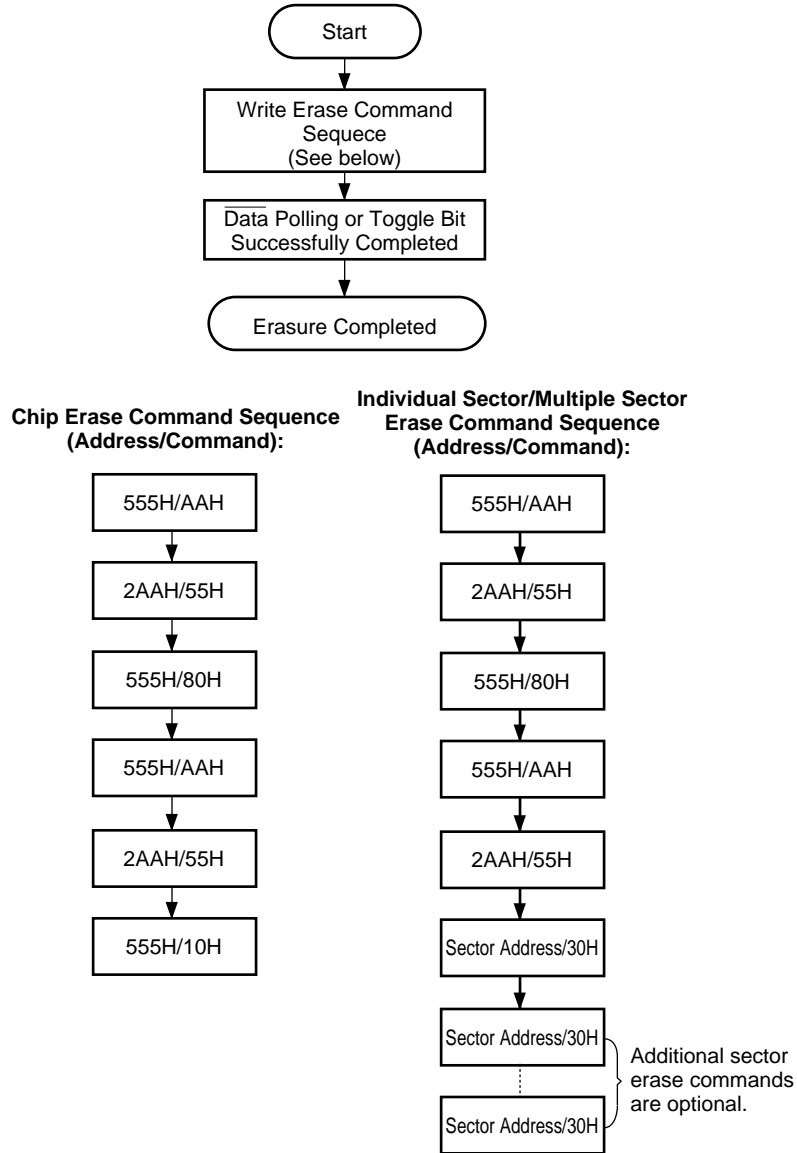 Start
Write Erase Command
Sequece
(See below)
Data Polling or Toggle Bit
Successfully Completed
Erasure Completed
Chip Erase Command Sequence
(Address/Command):
555H/AAH
2AAH/55H
555H/80H
555H/AAH
2AAH/55H
555H/10H
Individual Sector/Multiple Sector
Erase Command Sequence
(Address/Command):
555H/AAH
2AAH/55H
555H/80H
555H/AAH
2AAH/55H
Sector Address/30H
Sector Address/30H
Sector Address/30H
Additional sector
erase commands
are optional.